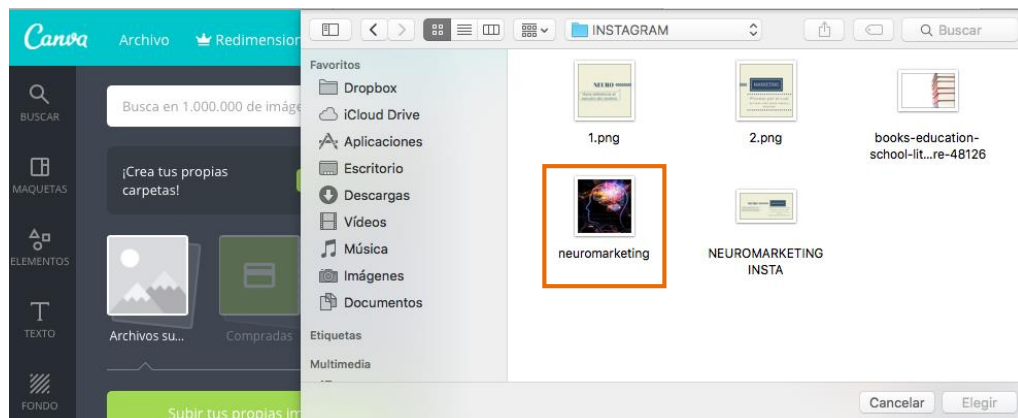 Canva
Archivo
Redimension
BUSCAR
MAQUETAS
ELEMENTOS
TEXTO
FONDO
Busca en 1.000.000 de imáge
¡Crea tus propias
carpetas!
Archivos su...
Compradas
Subir tus propias im
INSTAGRAM
Buscar
Favoritos
Dropbox
iCloud Drive
Aplicaciones
Escritorio
Descargas
Vídeos
Música
Imágenes
Documentos
Etiquetas
Multimedia
NEURO
MARKETING
1.png
2.png
books-education-
school-lit...re-48126
neuromarketing
NEUROMARKETING
INSTA
Cancelar
Elegir